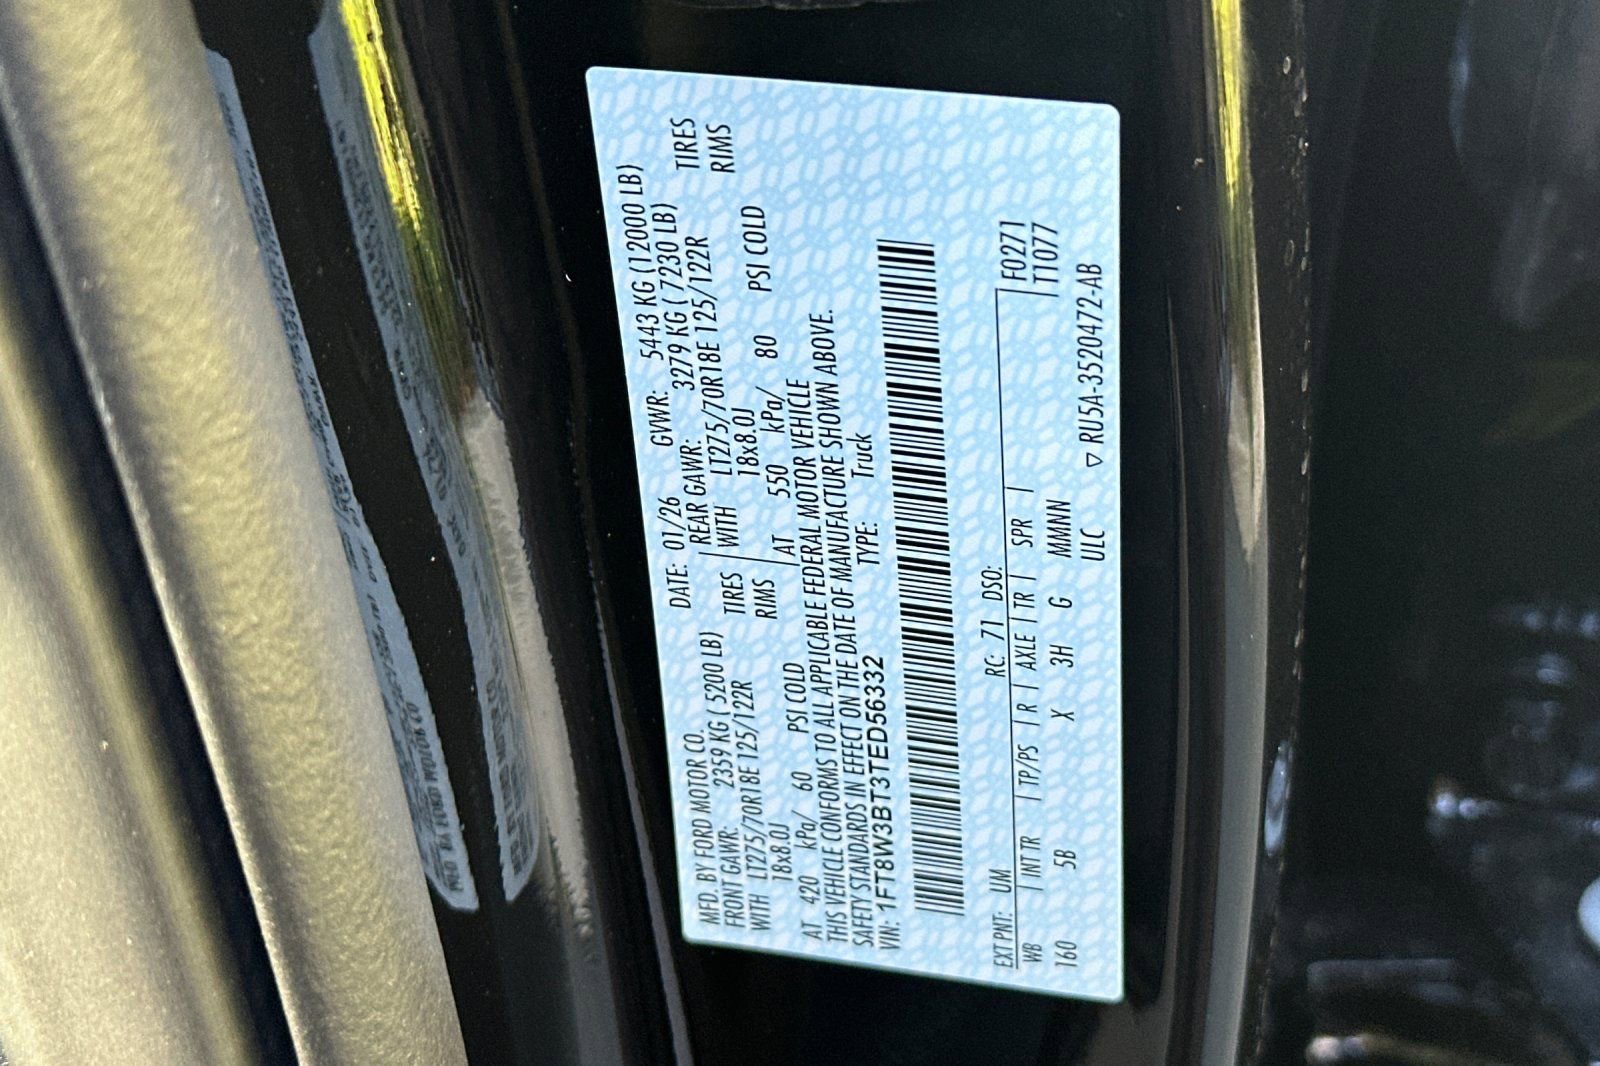 MFD. BY FORD MOTOR CO.
DATE: 01/26 GVWR: 5443 KG (12000 LB)
FRONT GAWR: 2359 KG ( 5200 LB) REAR GAWR: 3279 KG ( 7230 LB)
WITH LT275/70R18E 125/122R TIRES WITH LT275/70R18E 125/122R TIRES
18x8.0J RIMS 18x8.0J RIMS
AT 420 kPa/ 60 PSI COLD AT 550 kPa/ 80 PSI COLD
THIS VEHICLE CONFORMS TO ALL APPLICABLE FEDERAL MOTOR VEHICLE
SAFETY STANDARDS IN EFFECT ON THE DATE OF MANUFACTURE SHOWN ABOVE.
VIN: 1FT8W3BT3TED56332 TYPE: Truck
EXT PNT: UM RC: 71 DSO: F0271
WB | INT TR | TP/PS | R | AXLE | TR | SPR | T1077
160 5B X 3H G MMNN
ULC ▽ RU5A-3520472-AB